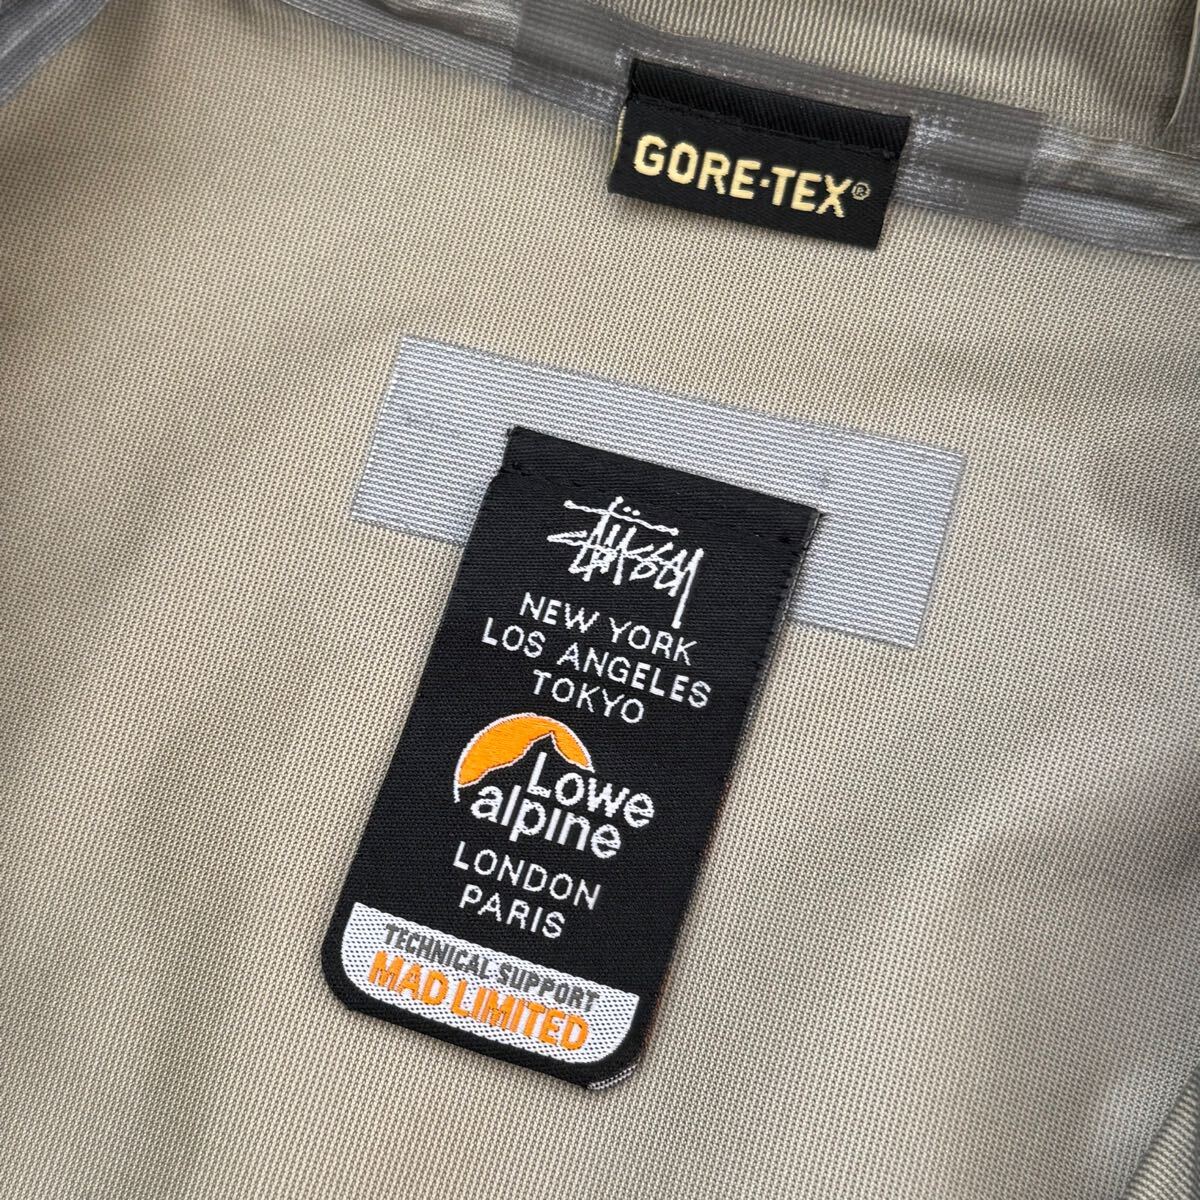 GORE-TEX®
Stüssy
NEW YORK
LOS ANGELES
TOKYO
Lowe
alpine
LONDON
PARIS
TECHNICAL SUPPORT
MAD LIMITED